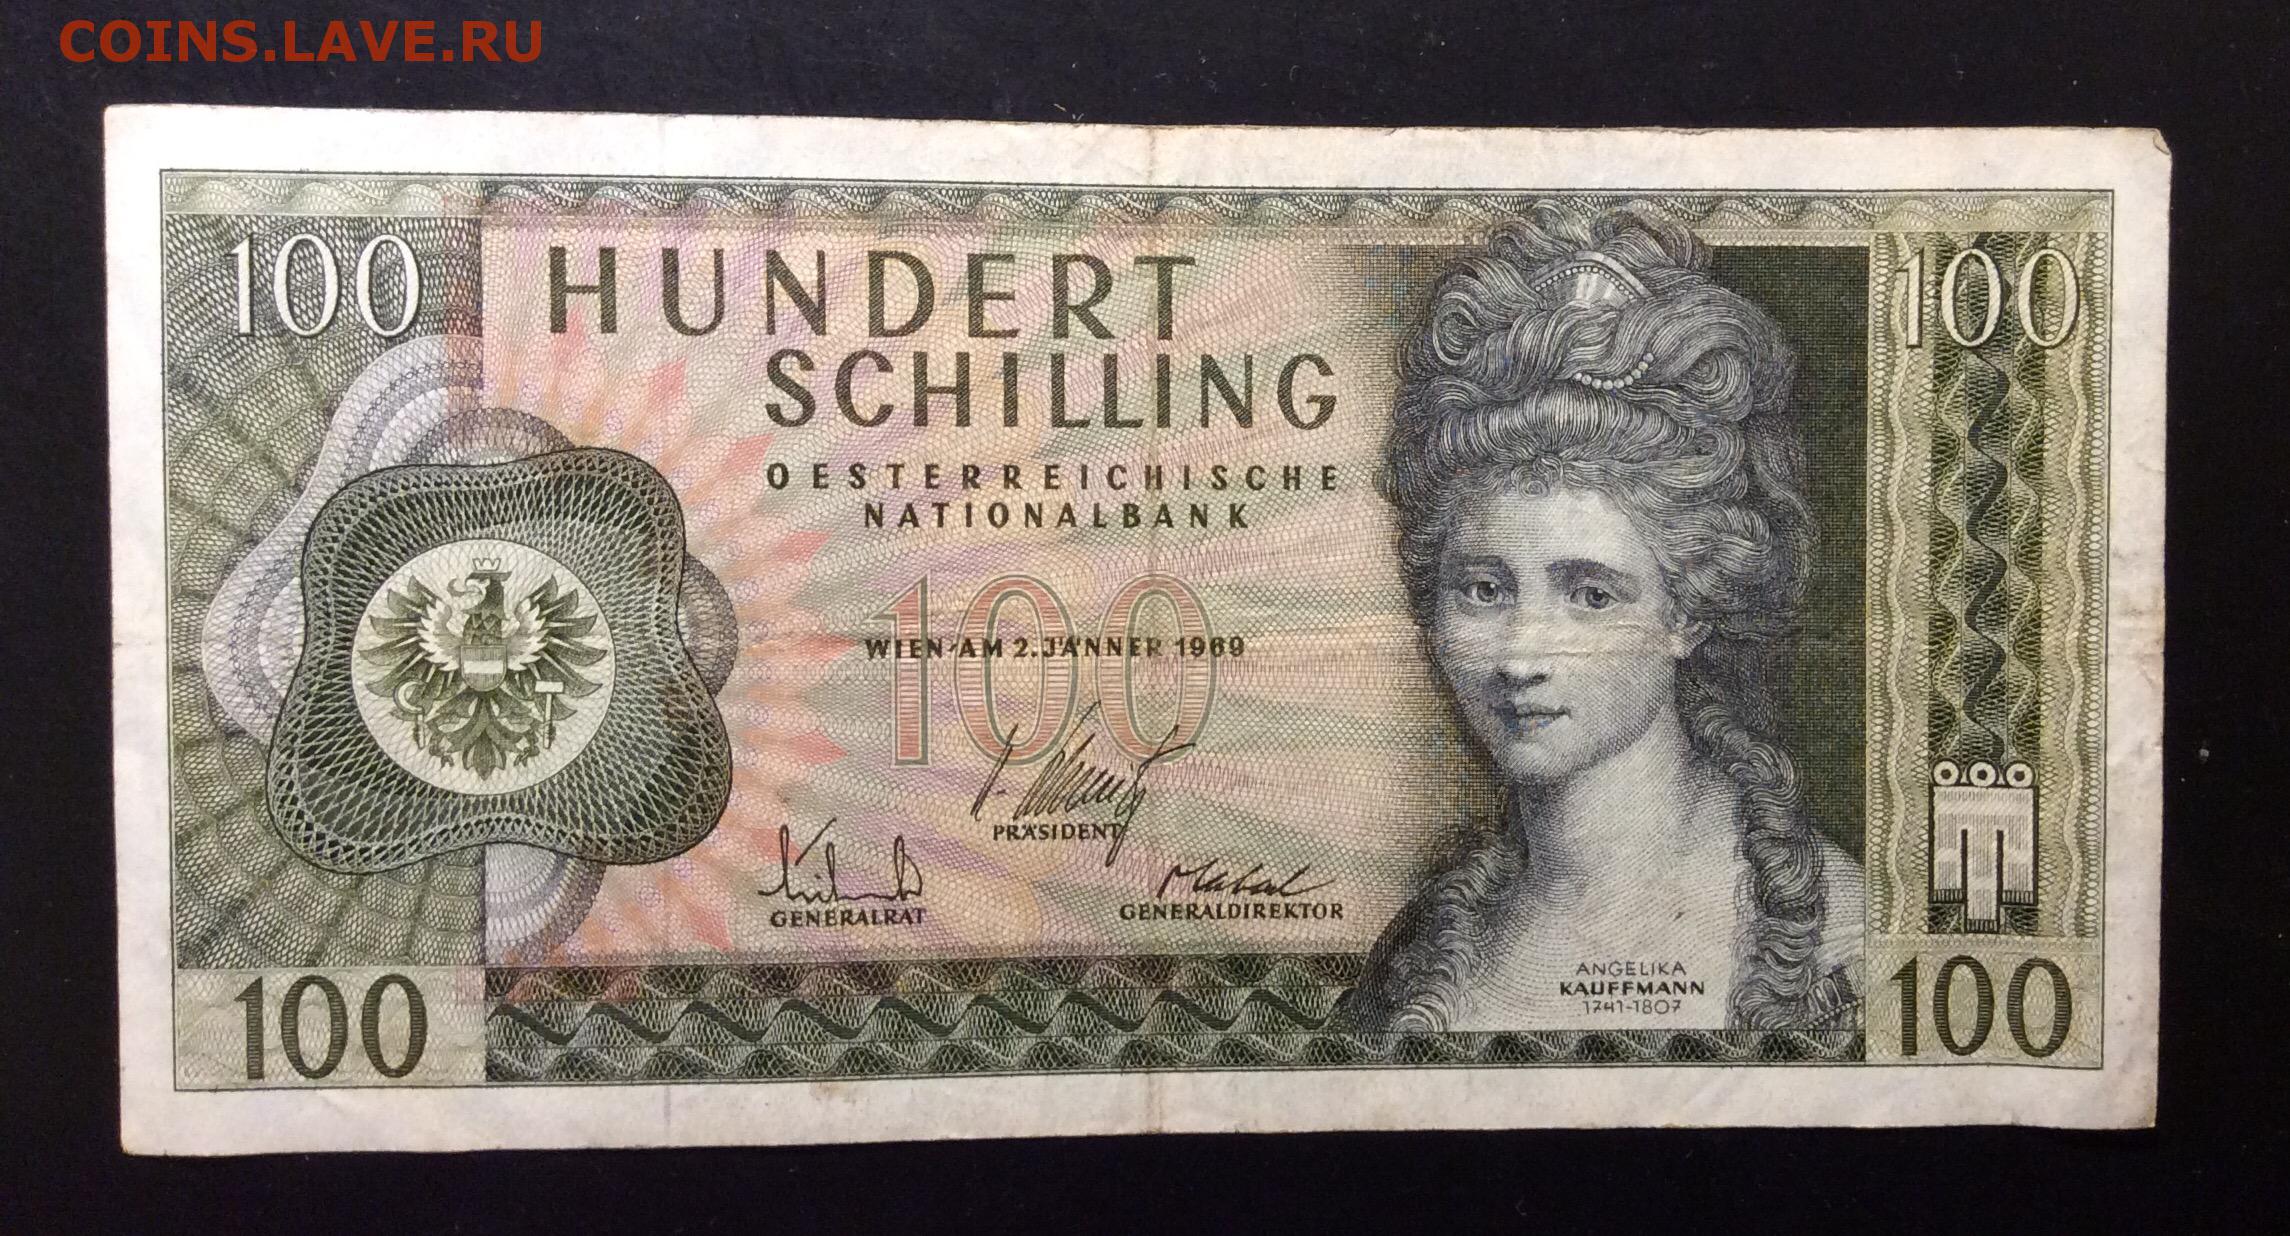 COINS.LAVE.RU
100
HUNDERT
SCHILLING
100
OESTERREICHISCHE
NATIONALBANK
100
WIEN AM 2. JÄNNER 1969
PRÄSIDENT
GENERALRAT
GENERALDIREKTOR
ANGELIKA
KAUFFMANN
1741-1807
100
100